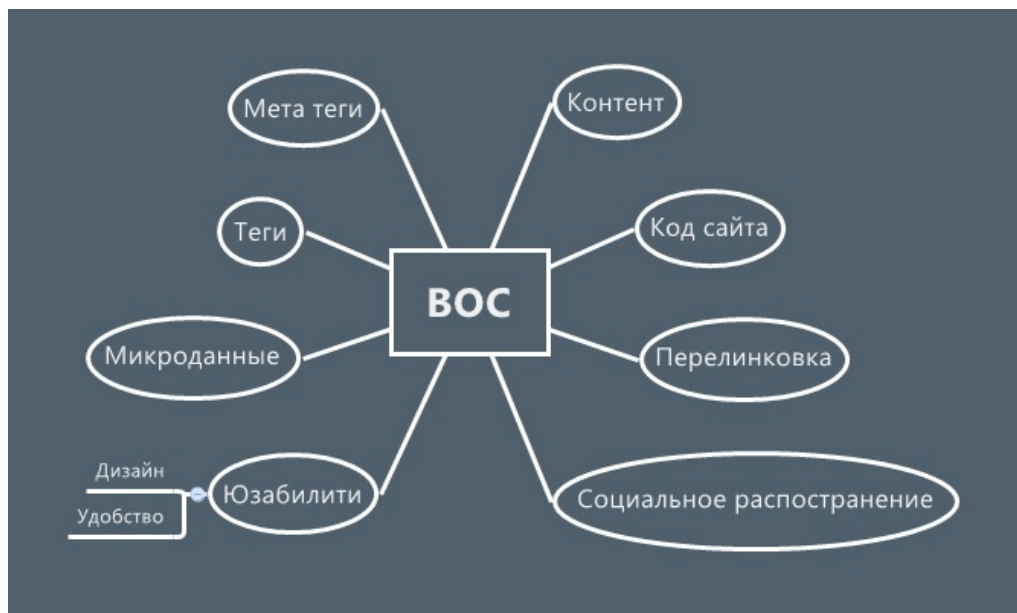 Мета теги
Контент
Теги
Код сайта
ВОС
Микроданные
Перелинковка
Дизайн
Удобство
Юзабилити
Социальное распостранение